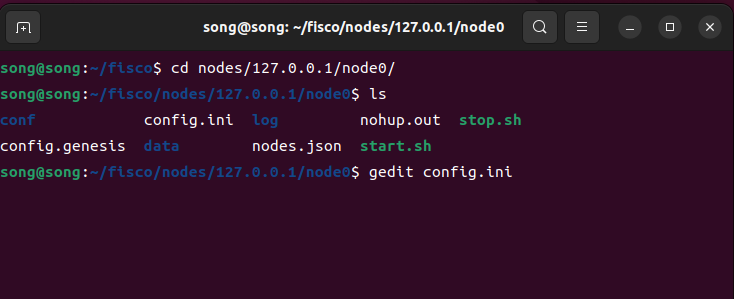 song@song: ~/fisco/nodes/127.0.0.1/node0
song@song:~/fisco$ cd nodes/127.0.0.1/node0/
song@song:~/fisco/nodes/127.0.0.1/node0$ ls
conf config.ini log nohup.out stop.sh
config.genesis data nodes.json start.sh
song@song:~/fisco/nodes/127.0.0.1/node0$ gedit config.ini